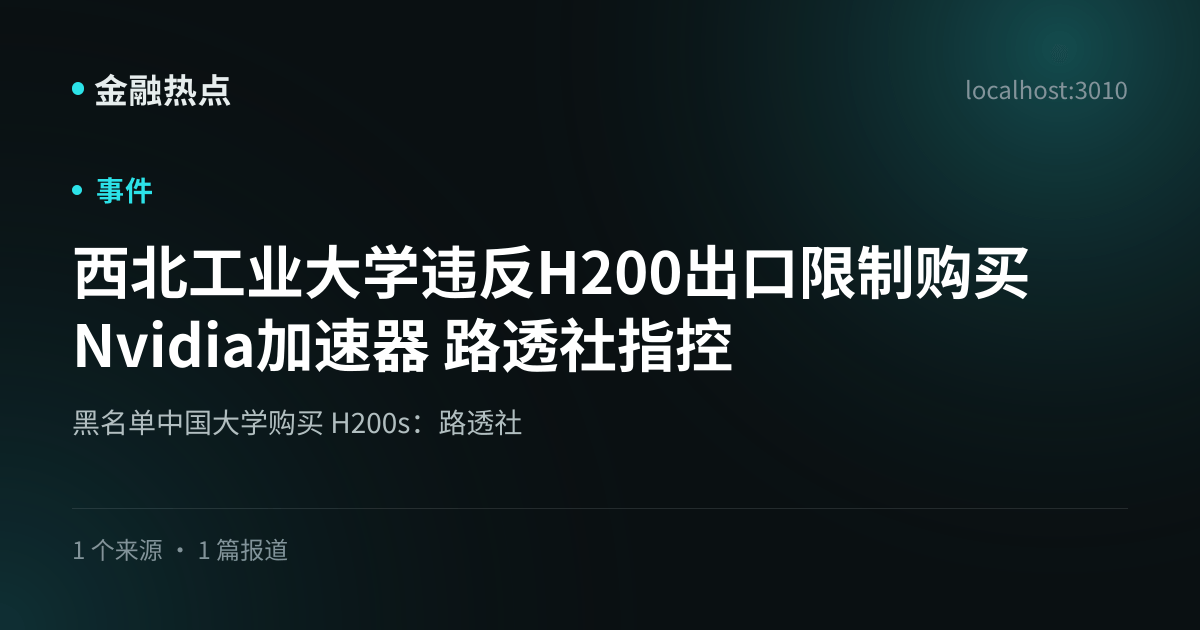 金融热点
localhost:3010
事件
西北工业大学违反H200出口限制购买
Nvidia加速器 路透社指控
黑名单中国大学购买 H200s：路透社
1 个来源 · 1 篇报道